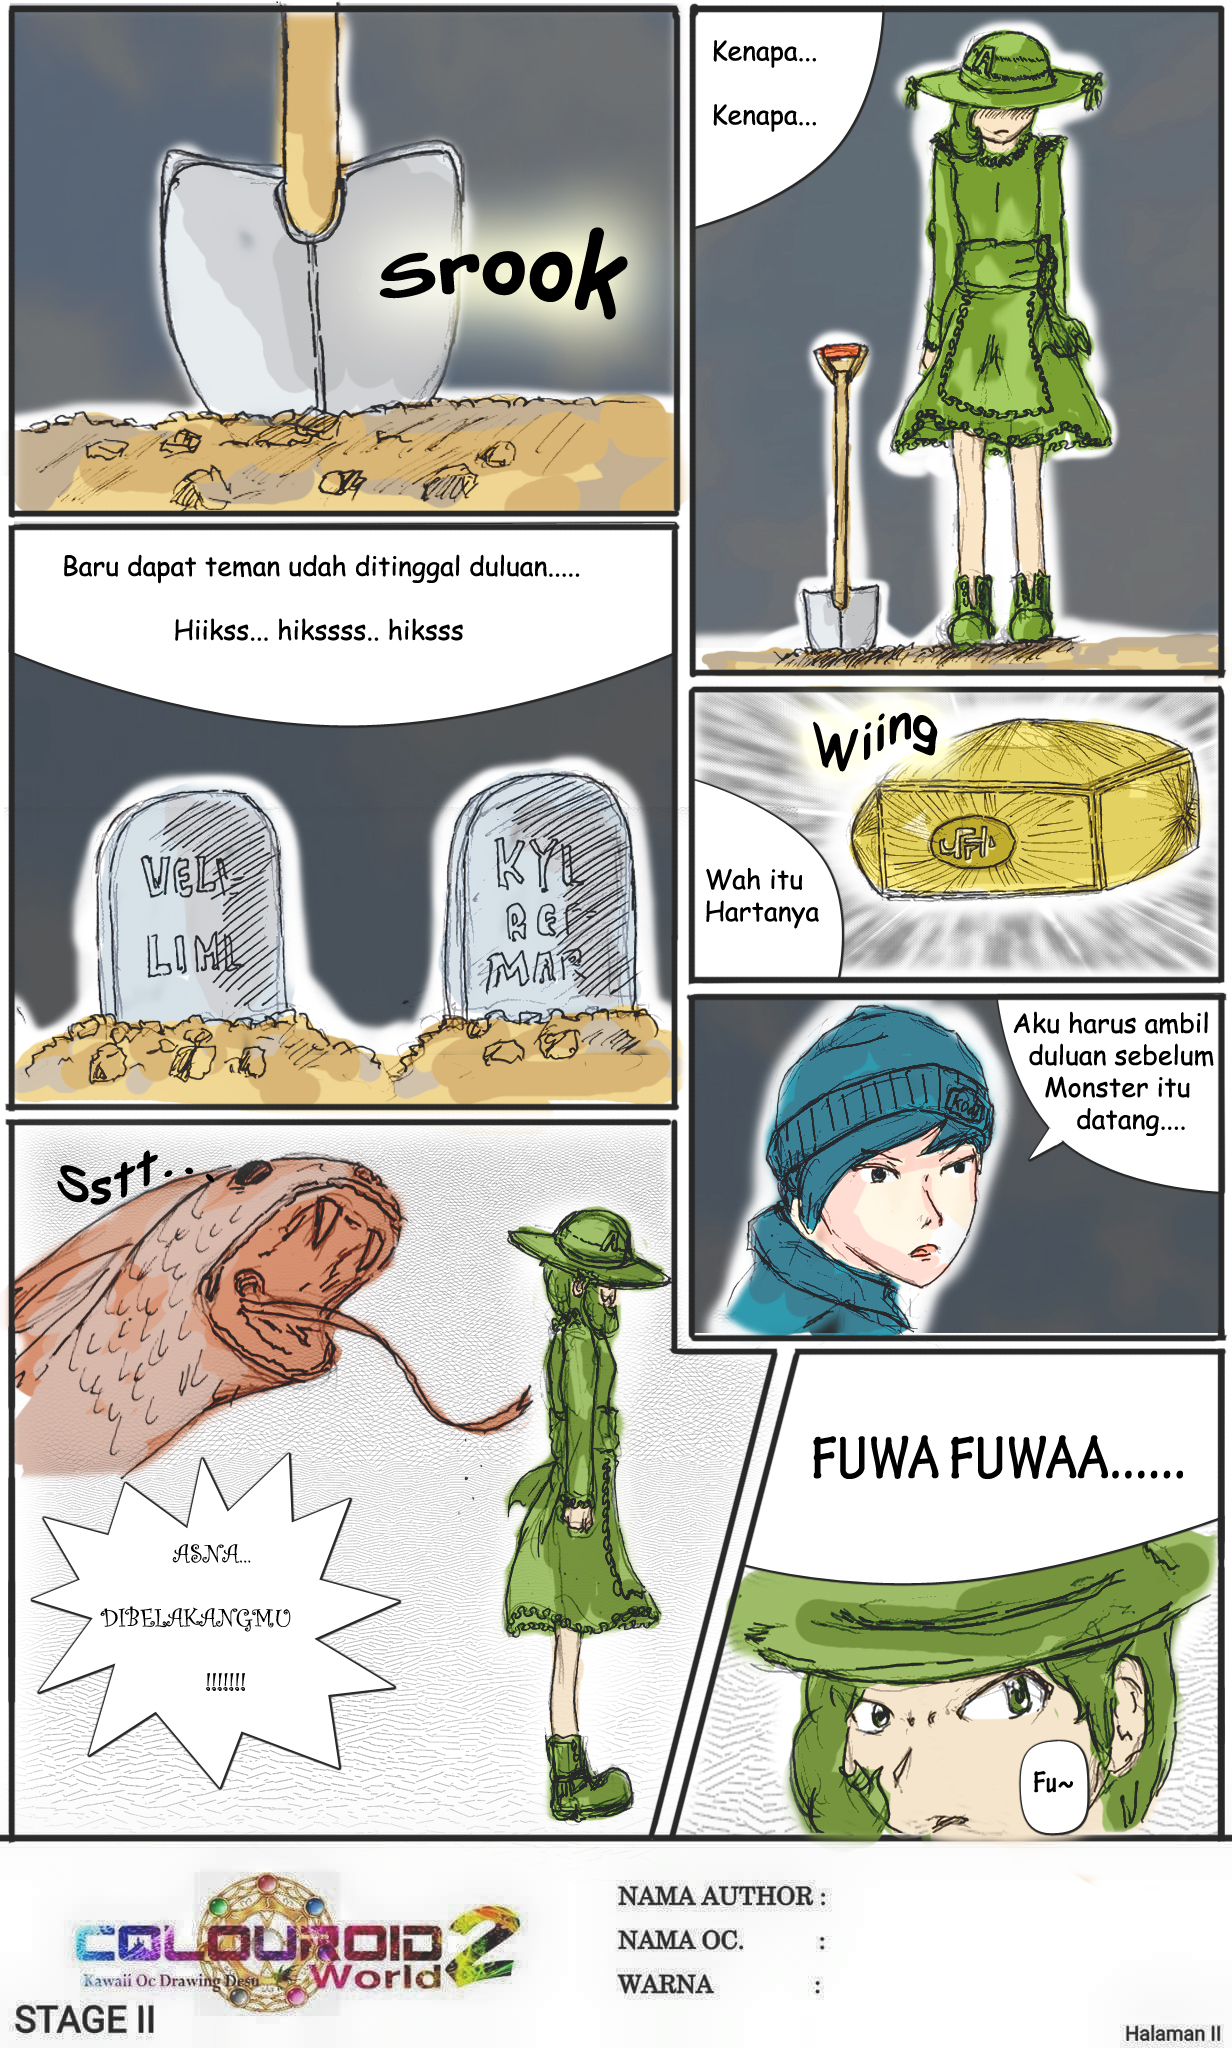 srook
Kenapa...
Kenapa...
A
Baru dapat teman udah ditinggal duluan.....
Hiikss... hikssss.. hiksss
WELL
LIML
KYL
REI
MAR
Wiing
Wah itu
Hartanya
Aku harus ambil
duluan sebelum
Monster itu
datang....
Sstt...
A
ASNA...
DIBELAKANGMU
!!!!!!!
FUWA FUWAA......
Fu~
COLOUROID 2
World
Kawaii Oc Drawing Desu
STAGE II
NAMA AUTHOR :
NAMA OC. :
WARNA :
Halaman II